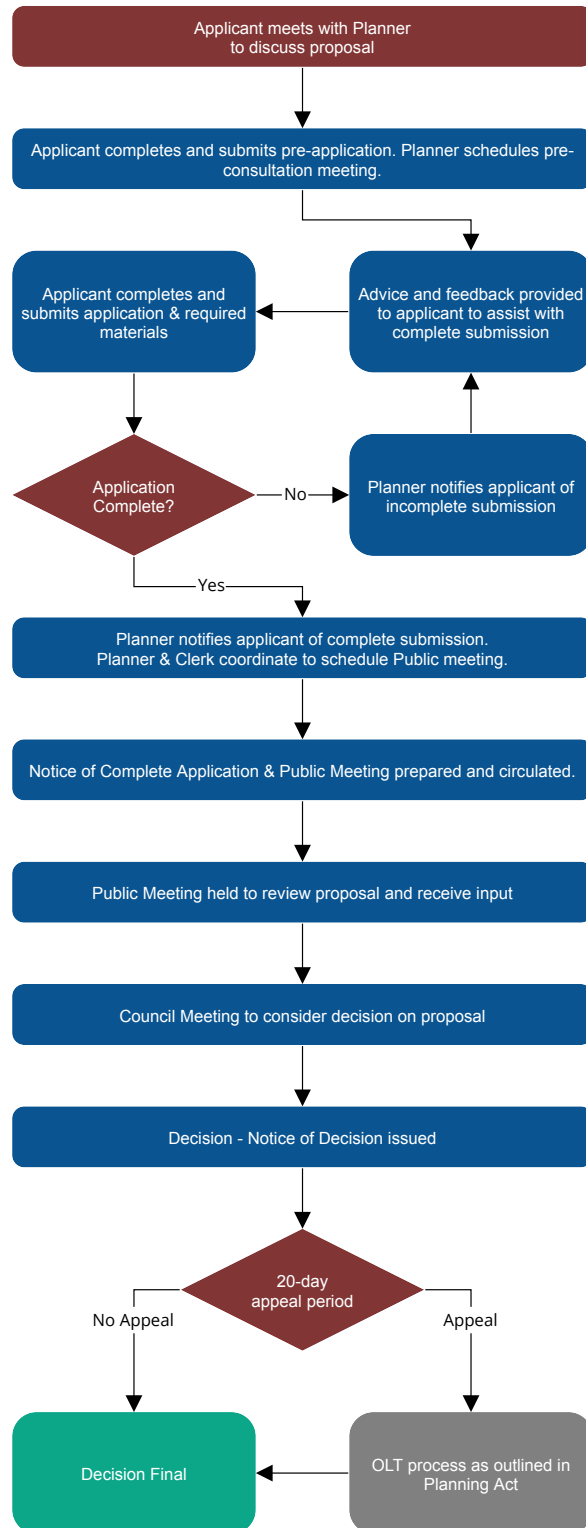 Applicant meets with Planner
to discuss proposal
Applicant completes and submits pre-application. Planner schedules pre-
consultation meeting.
Applicant completes and
submits application & required
materials
Advice and feedback provided
to applicant to assist with
complete submission
Application
Complete?
No
Planner notifies applicant of
incomplete submission
Yes
Planner notifies applicant of complete submission.
Planner & Clerk coordinate to schedule Public meeting.
Notice of Complete Application & Public Meeting prepared and circulated.
Public Meeting held to review proposal and receive input
Council Meeting to consider decision on proposal
Decision - Notice of Decision issued
20-day
appeal period
No Appeal
Appeal
Decision Final
OLT process as outlined in
Planning Act